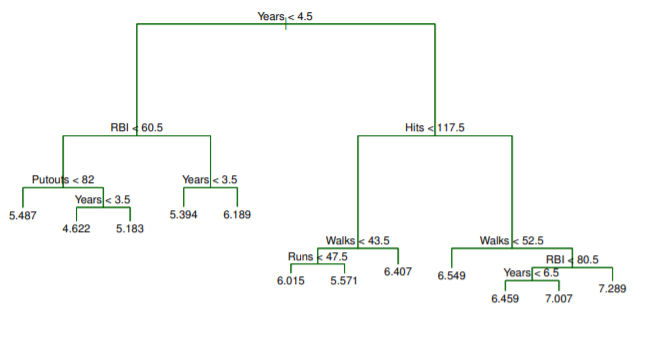 Years < 4.5
RBI < 60.5
Hits < 117.5
Putouts < 82
Years < 3.5
Years < 3.5
5.487
5.394
6.189
4.622
5.183
Walks < 43.5
Walks < 52.5
Runs < 47.5
RBI < 80.5
6.407
6.549
Years < 6.5
6.015
5.571
7.289
6.459
7.007